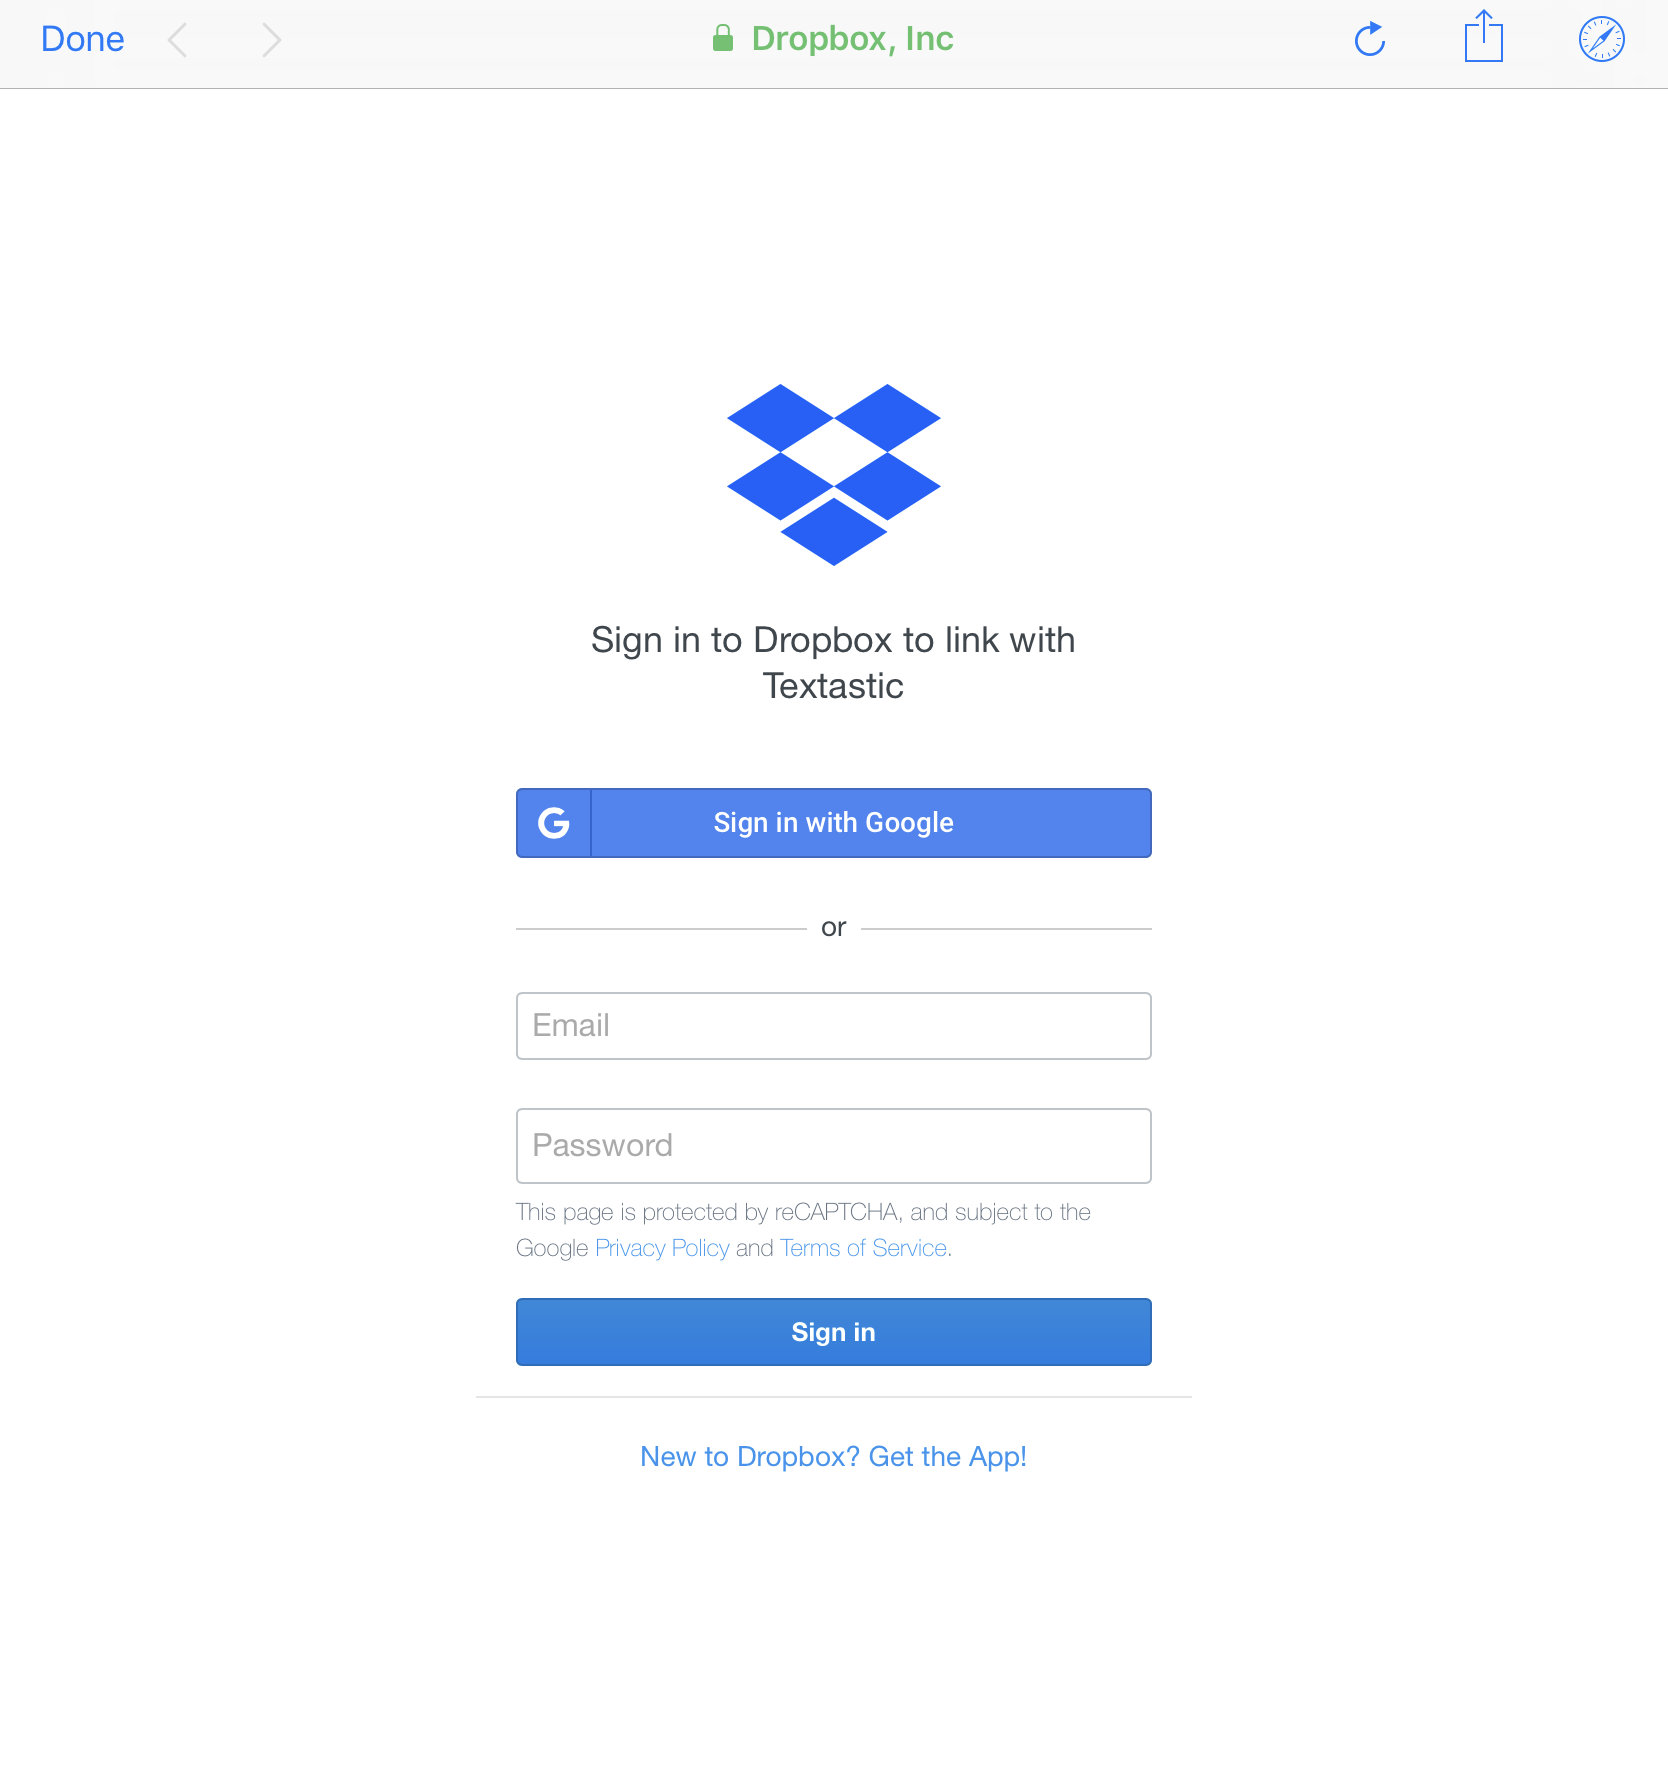 Done
Dropbox, Inc
Sign in to Dropbox to link with
Textastic
G
Sign in with Google
or
Email
Password
This page is protected by reCAPTCHA, and subject to the
Google Privacy Policy and Terms of Service.
Sign in
New to Dropbox? Get the App!